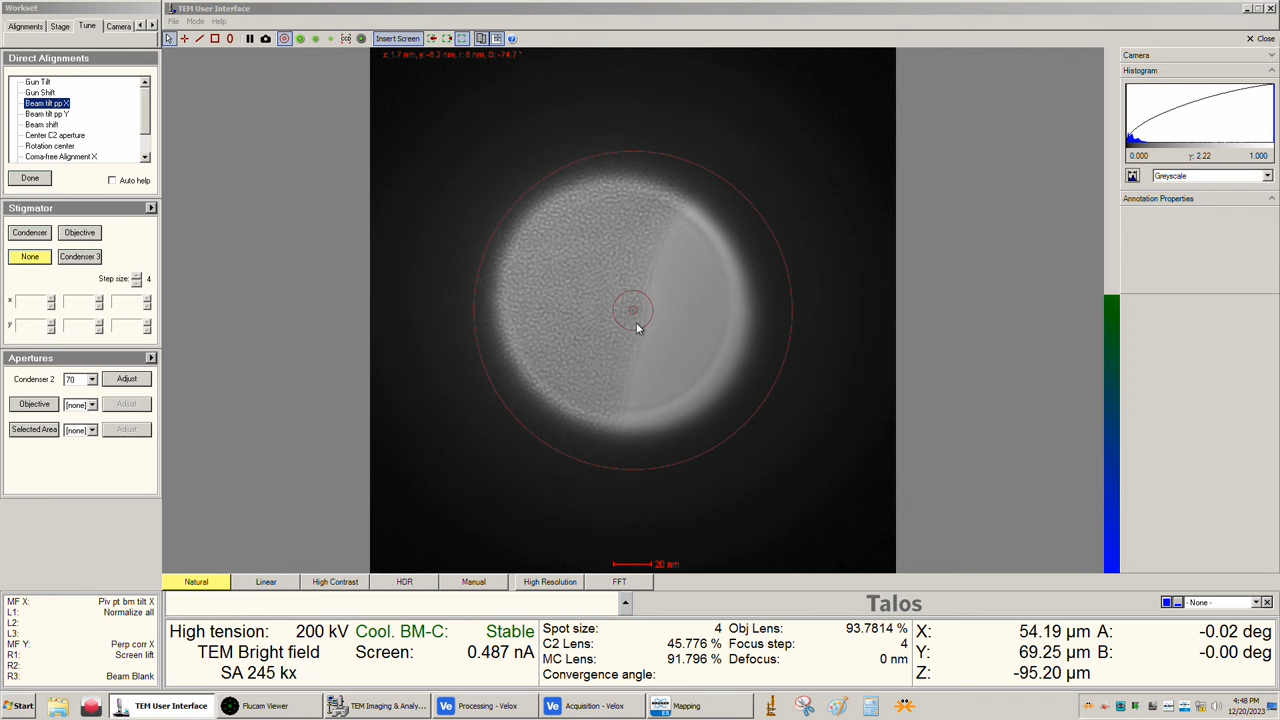 Workset
TEM User Interface
Alignments Stage Tune Camera
File Mode Help
Insert Screen
Close
Direct Alignments
Gun Tilt
Gun Shift
Beam tilt pp X
Beam tilt pp Y
Beam shift
Center C2 aperture
Rotation center
Coma-free Alignment X
Done
Auto help
Stigmator
Condenser Objective
None Condenser 3
Step size: 4
x
y
Apertures
Condenser 2 70 Adjust
Objective [none] Adjust
Selected Area [none] Adjust
20 nm
Camera
Histogram
0.000 γ: 2.22 1.000
Greyscale
Annotation Properties
Natural Linear High Contrast HDR Manual High Resolution FFT
Talos
- None -
MF X: Piv pt bm tilt X
L1: Normalize all
L2:
L3:
MF Y: Perp corr X
R1: Screen lift
R2:
R3: Beam Blank
High tension: 200 kV Cool. BM-C: Stable
TEM Bright field Screen: 0.487 nA
SA 245 kx
Spot size: 4 Obj Lens: 93.7814 %
C2 Lens: 45.776 % Focus step: 4
MC Lens: 91.796 % Defocus: 0 nm
Convergence angle:
X: 54.19 µm A: -0.02 deg
Y: 69.25 µm B: -0.00 deg
Z: -95.20 µm
Start TEM User Interface Flucam Viewer TEM Imaging & Analy... Ve Processing - Velox Ve Acquisition - Velox Mapping
4:48 PM
12/20/2023